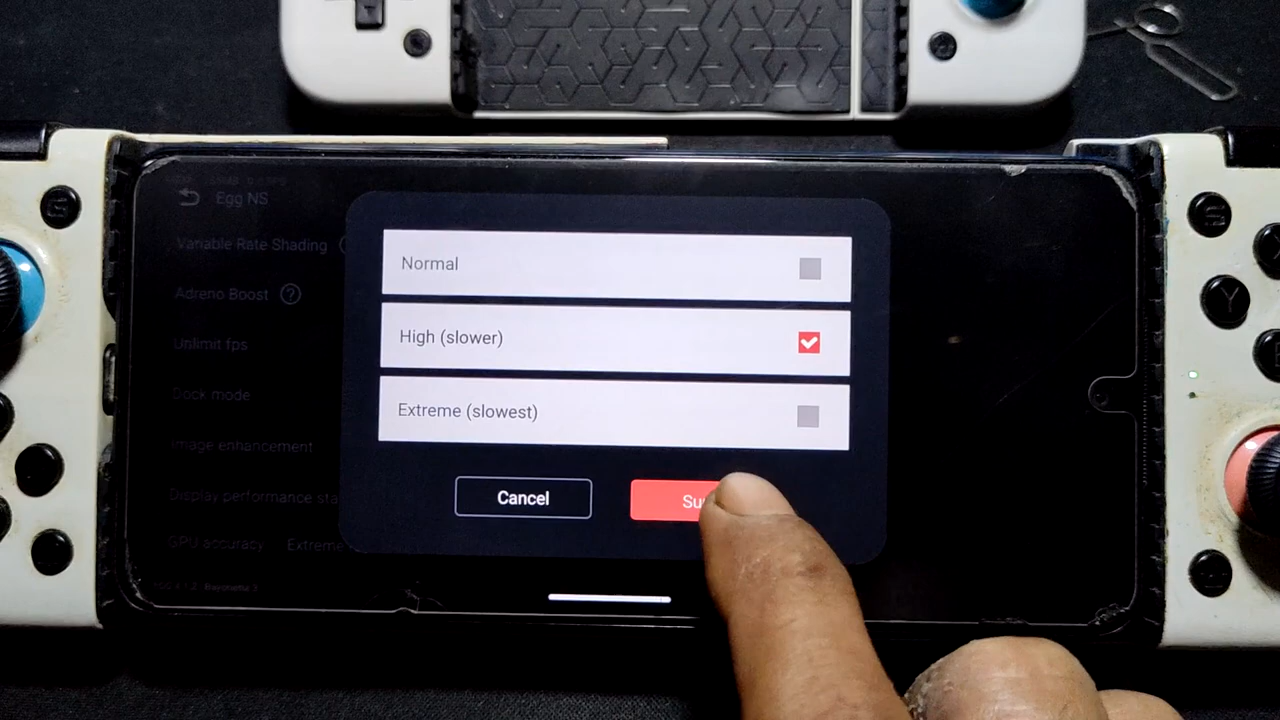 Egg NS
Variable Rate Shading
Adreno Boost ?
Unlimit fps
Dock mode
Image enhancement
Display performance sta
GPU accuracy Extreme
Normal
High (slower)
Extreme (slowest)
Cancel
Su
Y